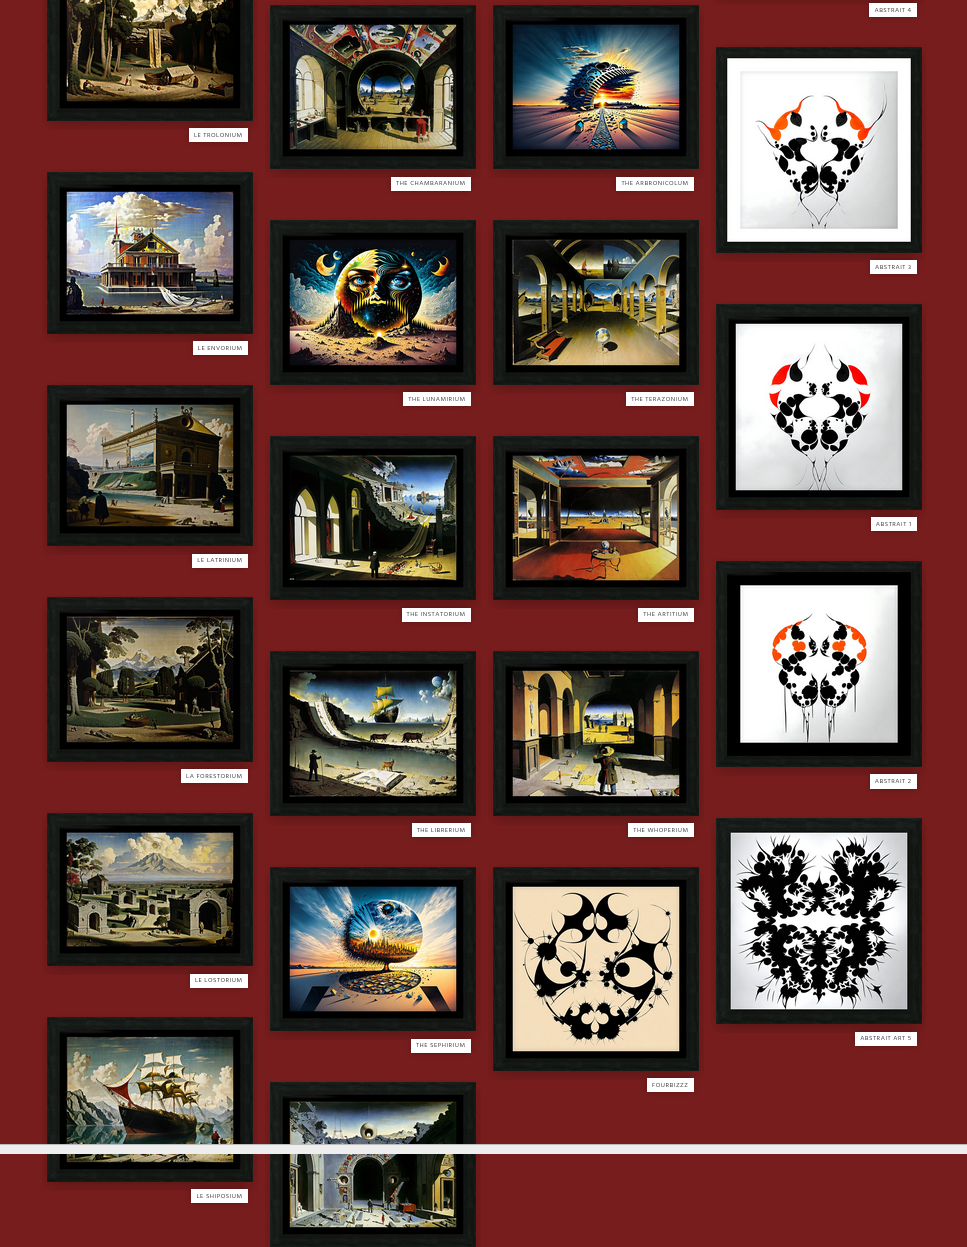 ABSTRAIT 4
LE TROLONIUM
THE CHAMBARANIUM
THE ARBRONICOLUM
ABSTRAIT 3
LE ENVORIUM
THE LUNAMIRIUM
THE TERAZONIUM
ABSTRAIT 1
LE LATRINIUM
THE INSTATORIUM
THE ARTITIUM
LA FORESTORIUM
ABSTRAIT 2
THE LIBRERIUM
THE WHOPERIUM
LE LOSTORIUM
ABSTRAIT ART 5
THE SEPHIRIUM
FOURBIZZZ
LE SHIPOSIUM